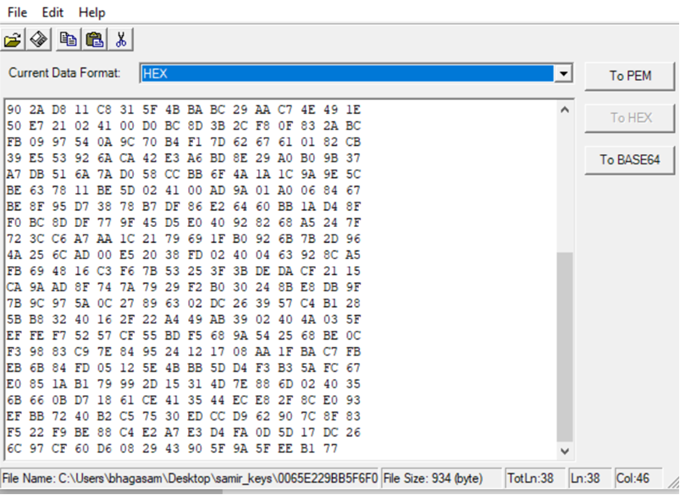 File Edit Help
Current Data Format: HEX
To PEM
To HEX
To BASE64
90 2A D8 11 C8 31 5F 4B BA BC 29 AA C7 4E 49 1E
50 E7 21 02 41 00 D0 BC 8D 3B 2C F8 0F 83 2A BC
FB 09 97 54 0A 9C 70 B4 F1 7D 62 67 61 01 82 CB
39 E5 53 92 6A CA 42 E3 A6 BD 8E 29 A0 B0 9B 37
A7 DB 51 6A 7A D0 58 CC BB 6F 4A 1A 1C 9A 9E 5C
BE 63 78 11 BE 5D 02 41 00 AD 9A 01 A0 06 84 67
BE 8F 95 D7 38 78 B7 DF 86 E2 64 60 BB 1A D4 8F
F0 BC 8D DF 77 9F 45 D5 E0 40 92 82 68 A5 24 7F
72 3C C6 A7 AA 1C 21 79 69 1F B0 92 6B 7B 2D 96
4A 25 6C AD 00 E5 20 38 FD 02 40 04 63 92 8C A5
FB 69 48 16 C3 F6 7B 53 25 3F 3B DE DA CF 21 15
CA 9A AD 8F 74 7A 79 29 F2 B0 30 24 8B E8 DB 9F
7B 9C 97 5A 0C 27 89 63 02 DC 26 39 57 C4 B1 28
5B B8 32 40 16 2F 22 A4 49 AB 39 02 40 4A 03 5F
EF FE F7 52 57 CF 55 BD F5 68 9A 54 25 68 BE 0C
F3 98 83 C9 7E 84 95 24 12 17 08 AA 1F BA C7 FB
EB 6B 84 FD 05 12 5E 4B BB 5D D4 F3 B3 5A FC 67
E0 85 1A B1 79 99 2D 15 31 4D 7E 88 6D 02 40 35
6B 66 0B D7 18 61 CE 41 35 44 EC E8 2F 8C E0 93
EF BB 72 40 B2 C5 75 30 ED CC D9 62 90 7C 8F 83
F5 22 F9 BE 88 C4 E2 A7 E3 D4 FA 0D 5D 17 DC 26
6C 97 CF 60 D6 08 29 43 90 5F 9A 5F EE B1 77
File Name: C:\Users\bhagasam\Desktop\samir_keys\0065E229BB5F6F0 File Size: 934 (byte) TotLn:38 Ln:38 Col:46